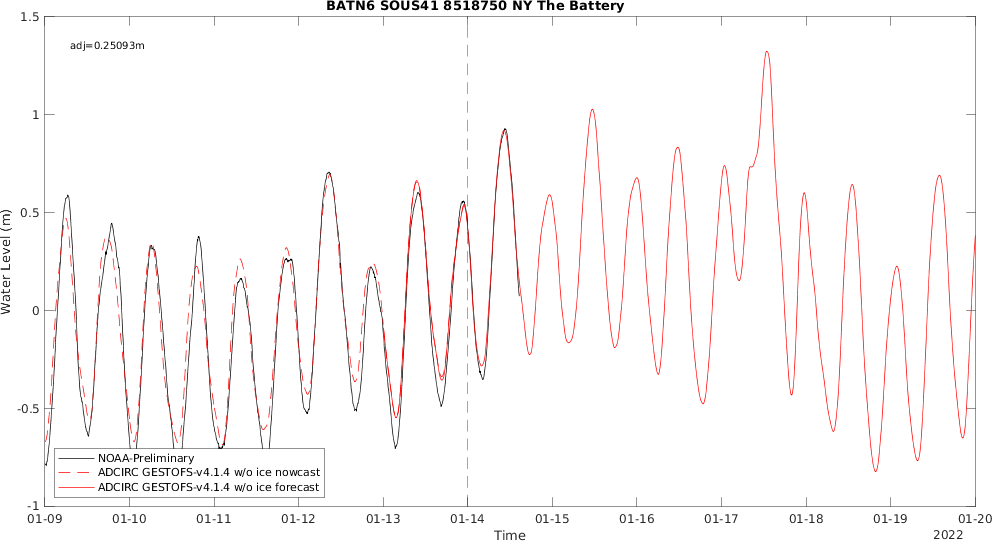 BATN6 SOUS41 8518750 NY The Battery
adj=0.25093m
1.5
1
0.5
0
-0.5
-1
Water Level (m)
NOAA-Preliminary
ADCIRC GESTOFS-v4.1.4 w/o ice nowcast
ADCIRC GESTOFS-v4.1.4 w/o ice forecast
01-09 01-10 01-11 01-12 01-13 01-14 01-15 01-16 01-17 01-18 01-19 01-20
Time
2022